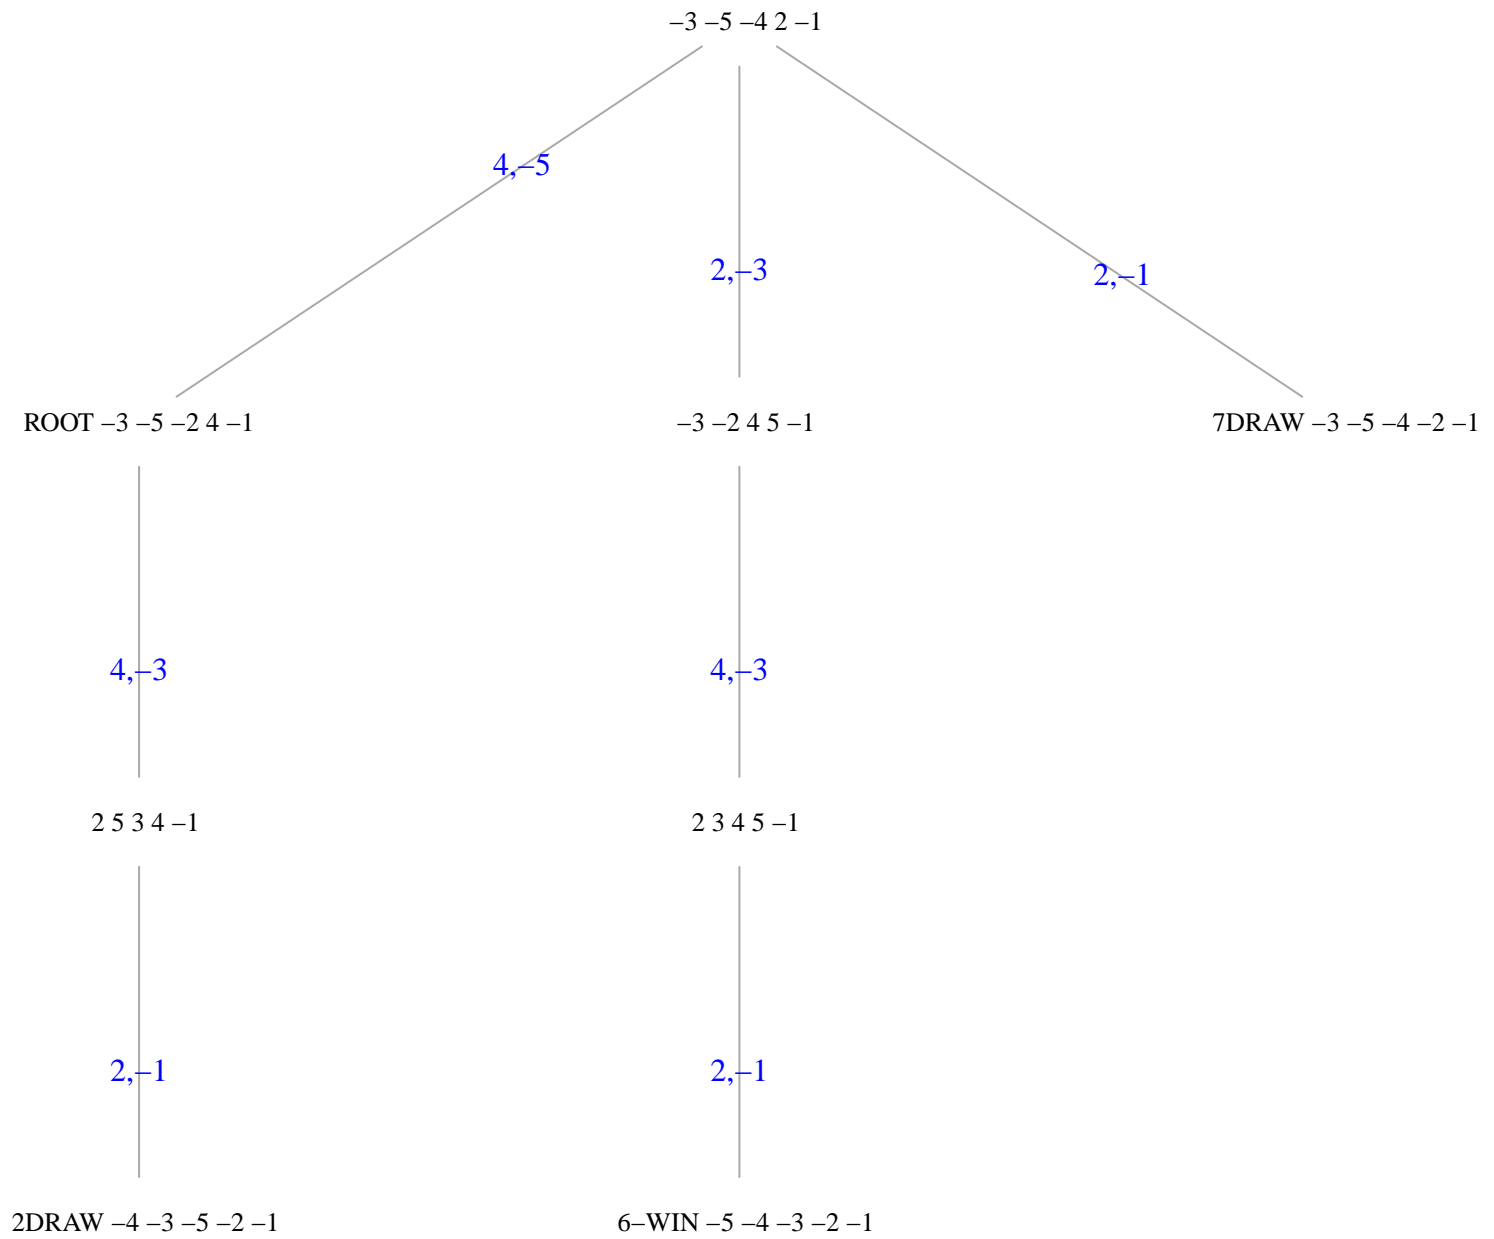 –3 –5 –4 2 –1
4,–5
2,–3
2,–1
ROOT –3 –5 –2 4 –1
–3 –2 4 5 –1
7DRAW –3 –5 –4 –2 –1
4,–3
4,–3
2 5 3 4 –1
2 3 4 5 –1
2,–1
2,–1
2DRAW –4 –3 –5 –2 –1
6–WIN –5 –4 –3 –2 –1